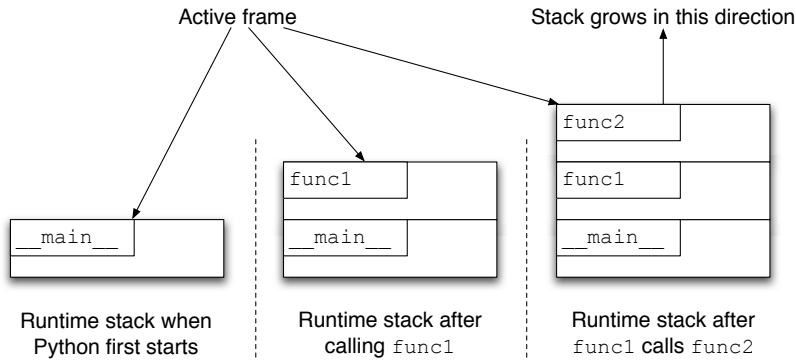 Active frame
Stack grows in this direction
func2
func1
func1
__main__
__main__
__main__
Runtime stack when
Python first starts
Runtime stack after
calling func1
Runtime stack after
func1 calls func2